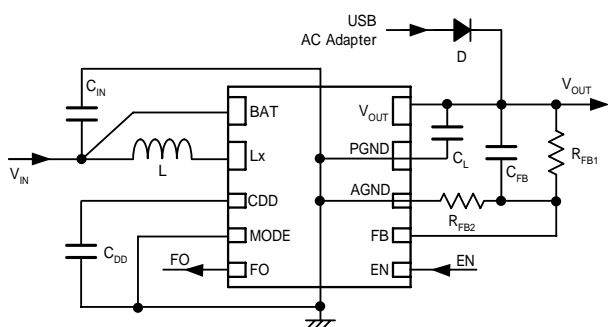 USB
AC Adapter
D
C_IN
V_OUT
BAT
V_OUT
Lx
PGND
C_L
C_FB
R_FB1
V_IN
L
CDD
AGND
R_FB2
MODE
FB
C_DD
FO
FO
EN
EN